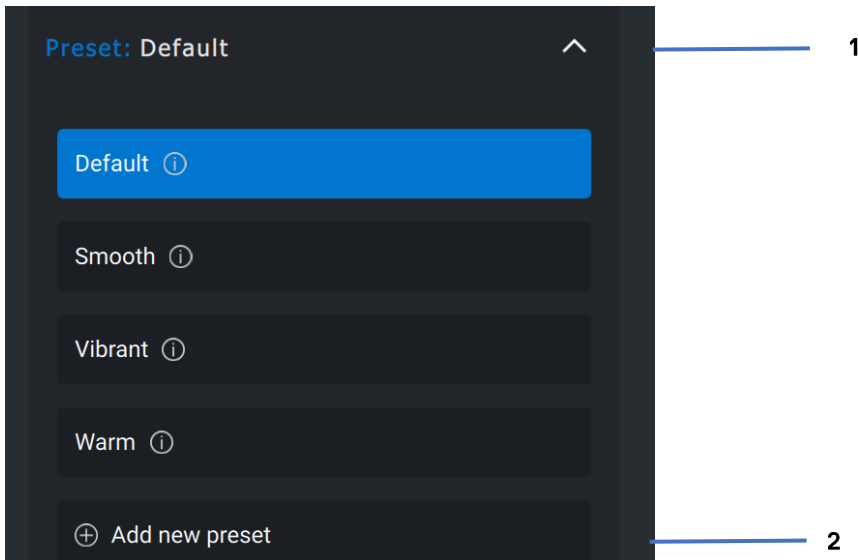 Preset: Default
1
Default
Smooth
Vibrant
Warm
Add new preset
2